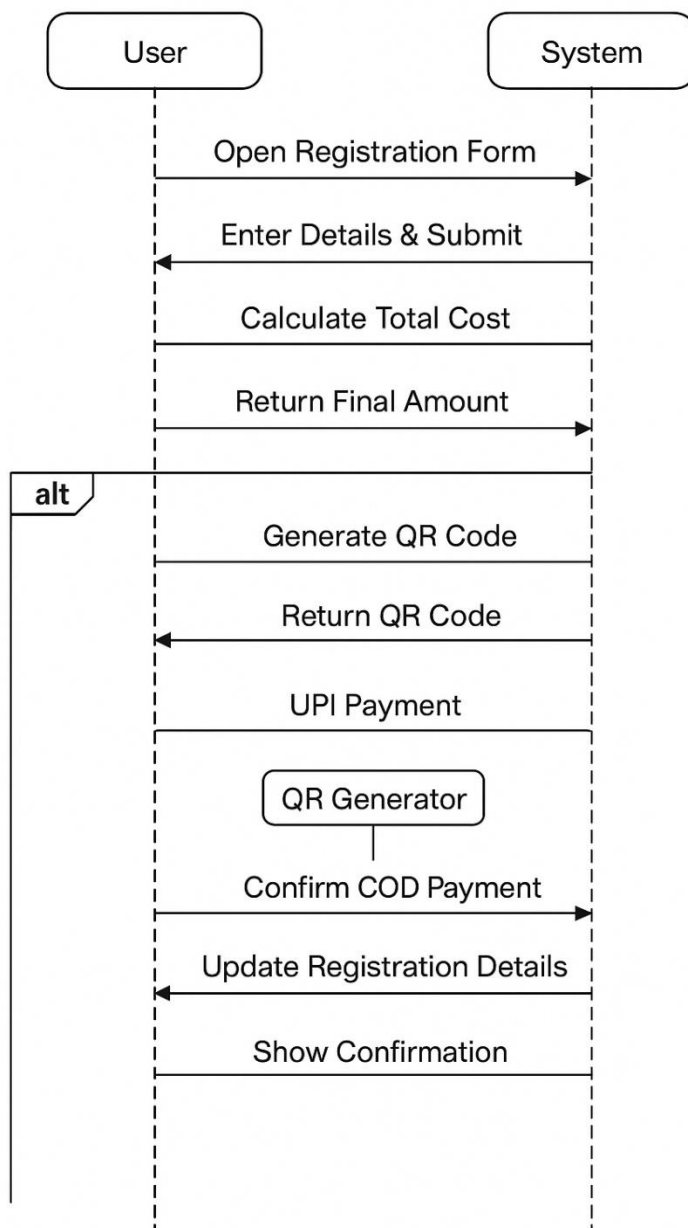 User
System
Open Registration Form
Enter Details & Submit
Calculate Total Cost
Return Final Amount
alt
Generate QR Code
Return QR Code
UPI Payment
QR Generator
Confirm COD Payment
Update Registration Details
Show Confirmation